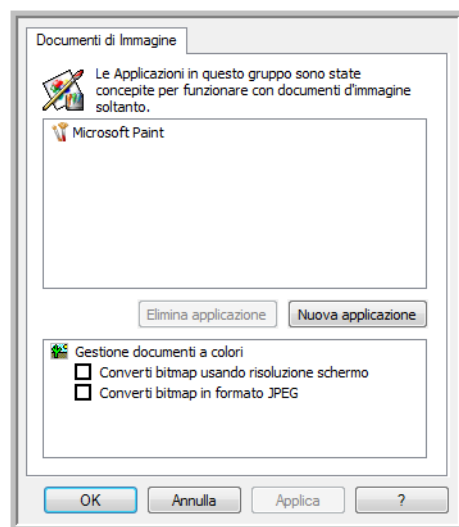 Documenti di Immagine
Le Applicazioni in questo gruppo sono state
concepite per funzionare con documenti d'immagine
soltanto.
Microsoft Paint
Elimina applicazione
Nuova applicazione
Gestione documenti a colori
Converti bitmap usando risoluzione schermo
Converti bitmap in formato JPEG
OK
Annulla
Applica
?